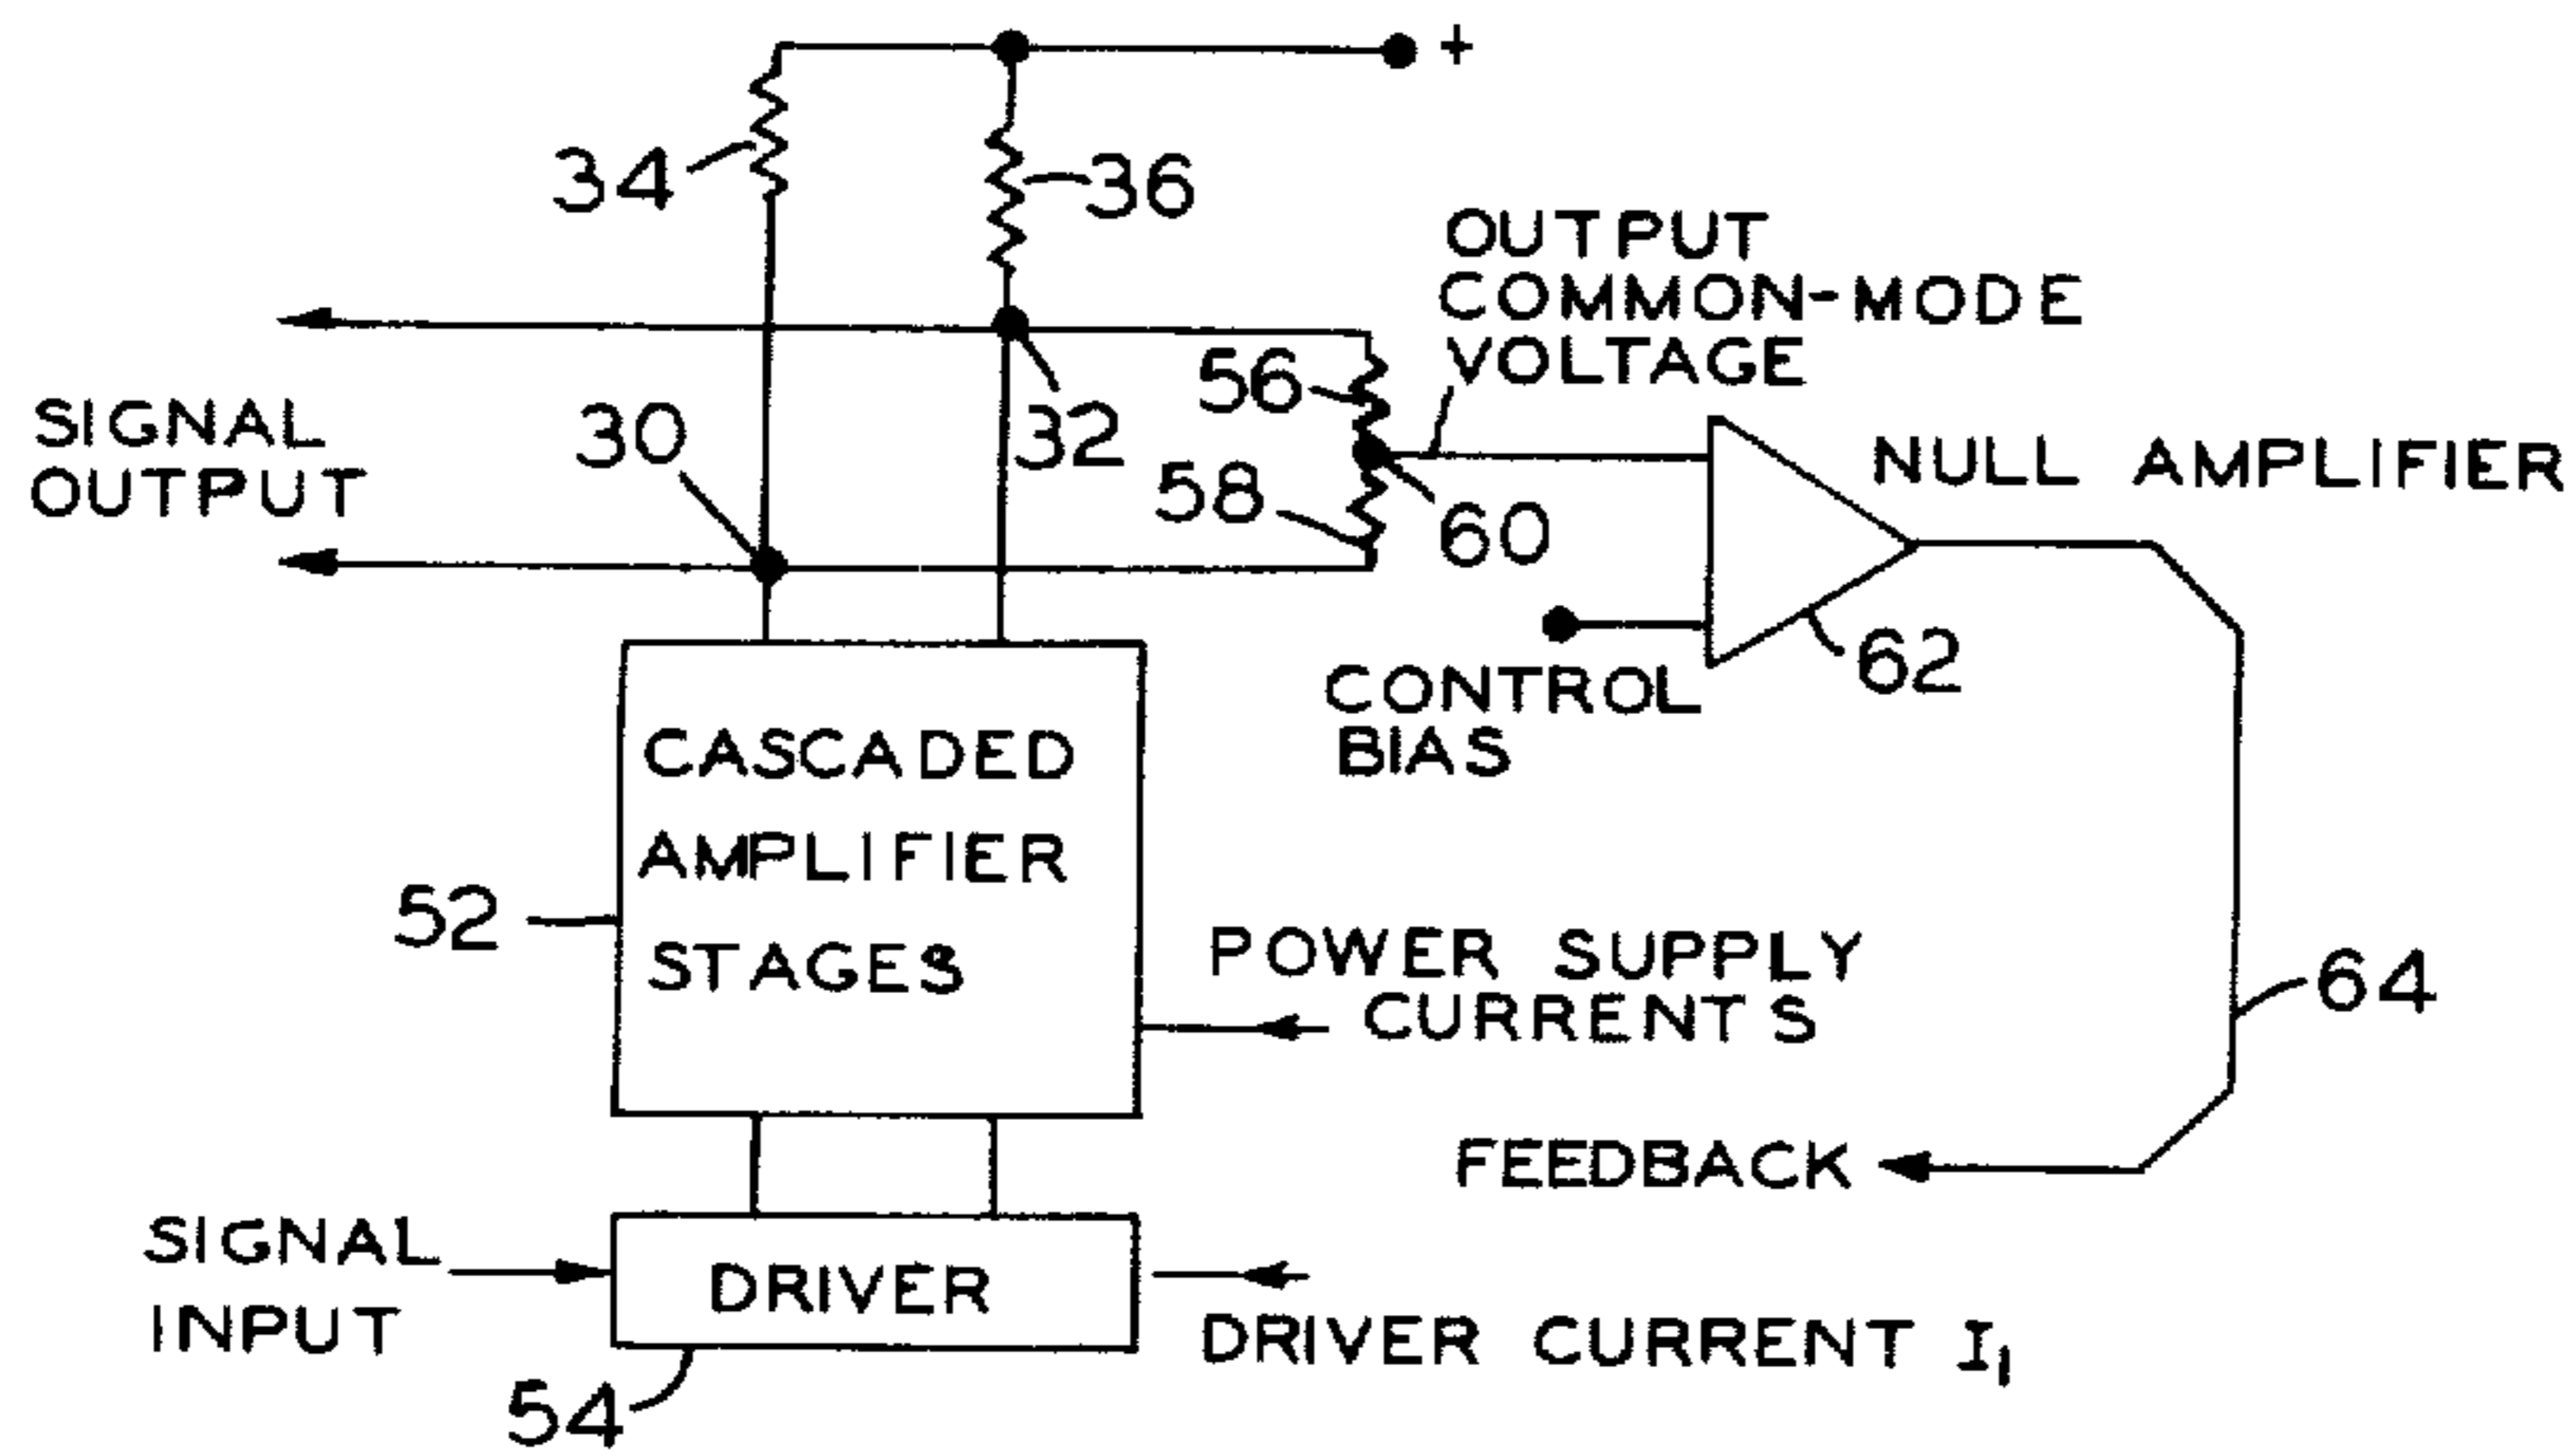 +
34
36
OUTPUT
COMMON-MODE
VOLTAGE
56
SIGNAL
OUTPUT
30
32
58
60
NULL AMPLIFIER
CONTROL
BIAS
62
CASCADED
AMPLIFIER
STAGES
52
POWER SUPPLY
CURRENTS
64
FEEDBACK
SIGNAL
INPUT
DRIVER
DRIVER CURRENT I₁
54